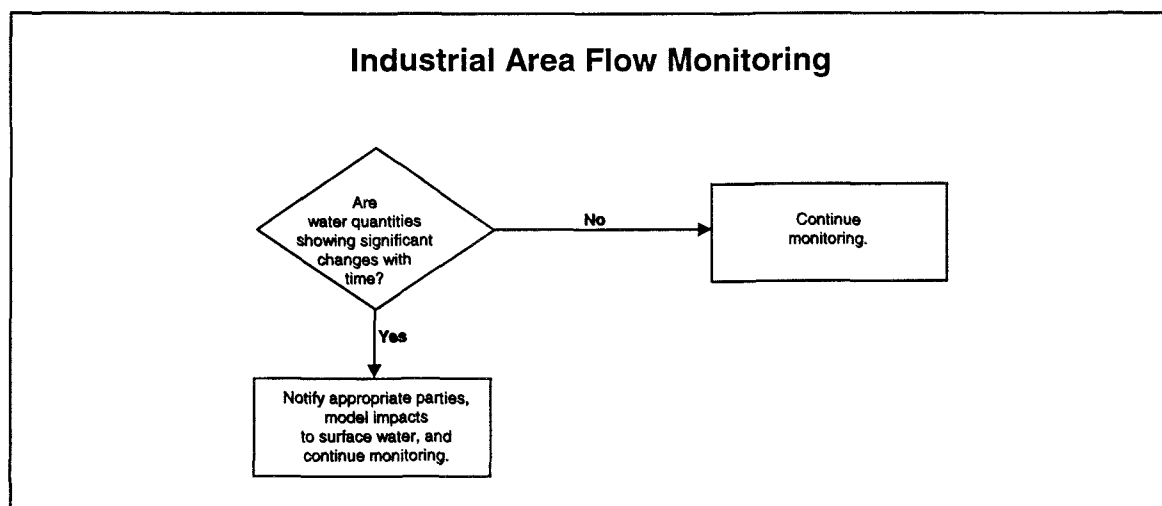 Industrial Area Flow Monitoring
Are
water quantities
showing significant
changes with
time?
No
Continue
monitoring.
Yes
Notify appropriate parties,
model impacts
to surface water, and
continue monitoring.